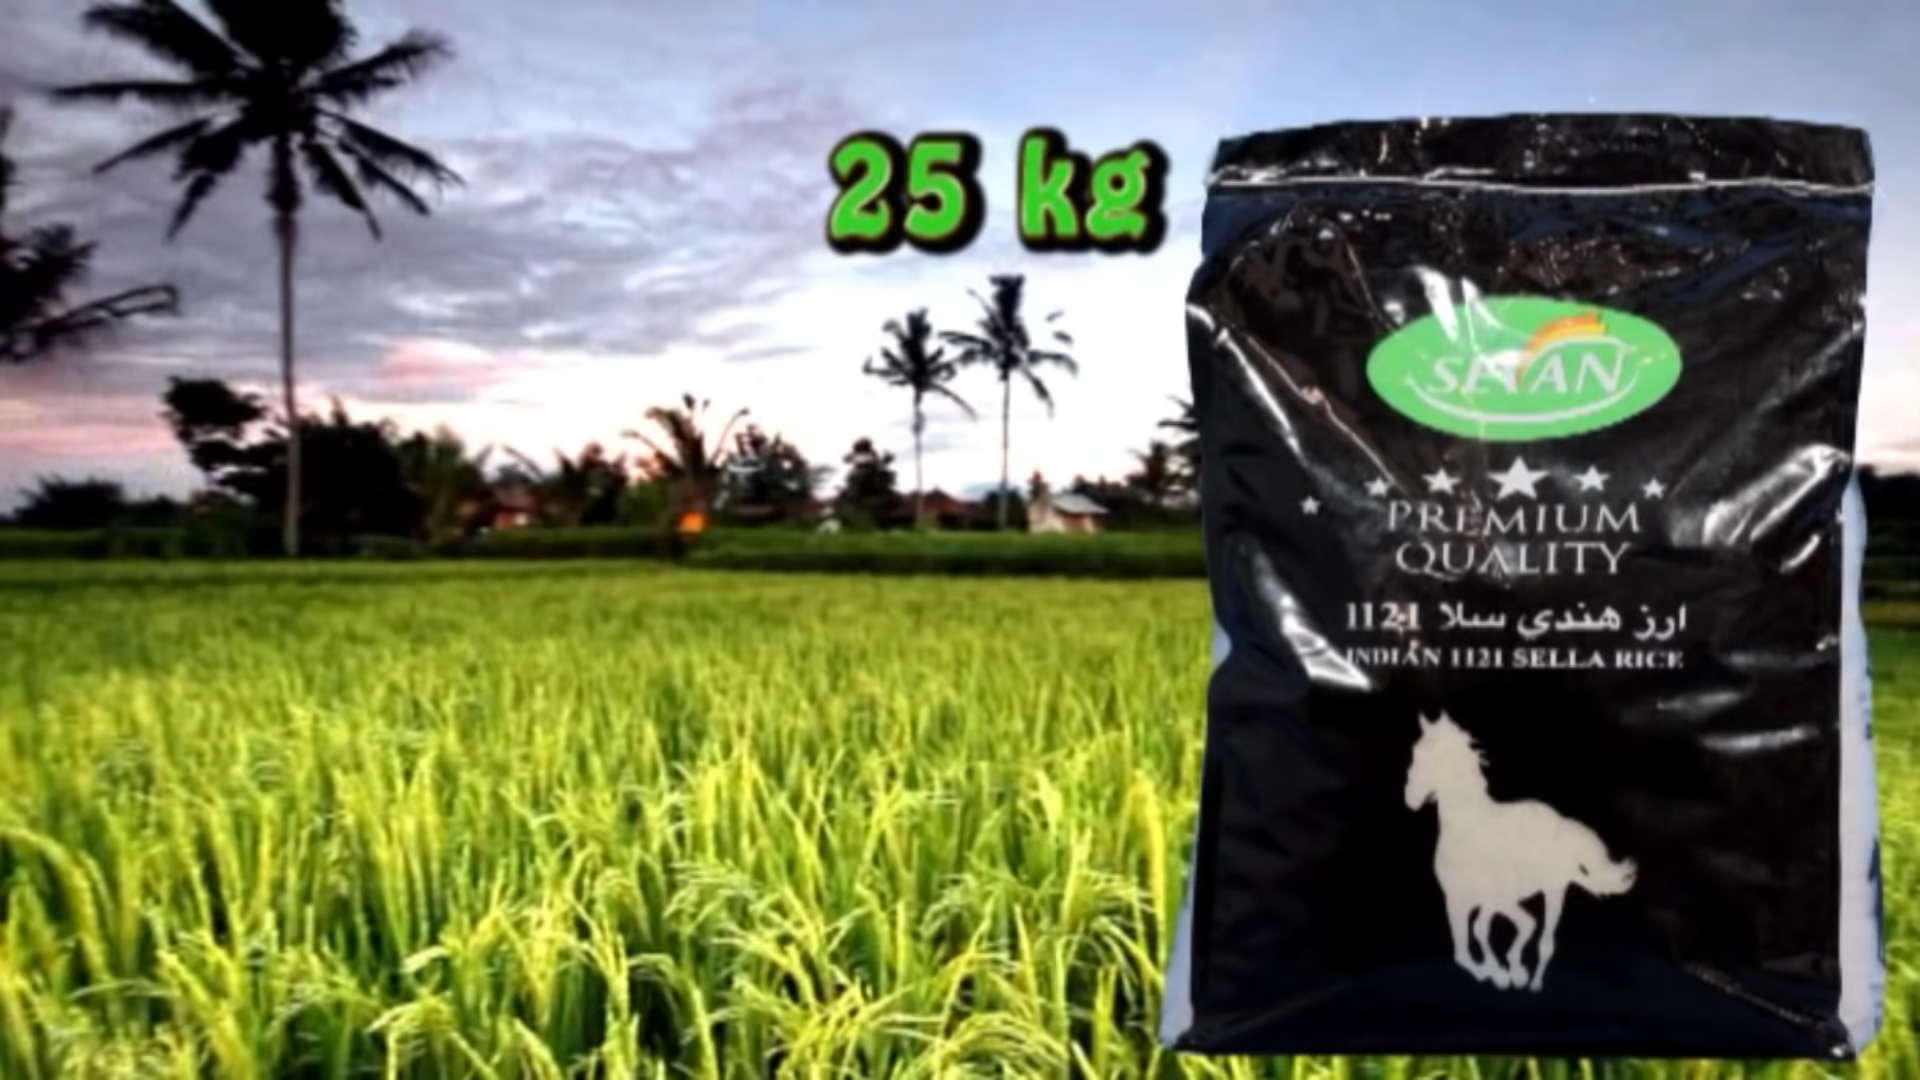 25 kg
PREMIUM
QUALITY
ارز هندي سلا 1121
INDIAN 1121 SELLA RICE